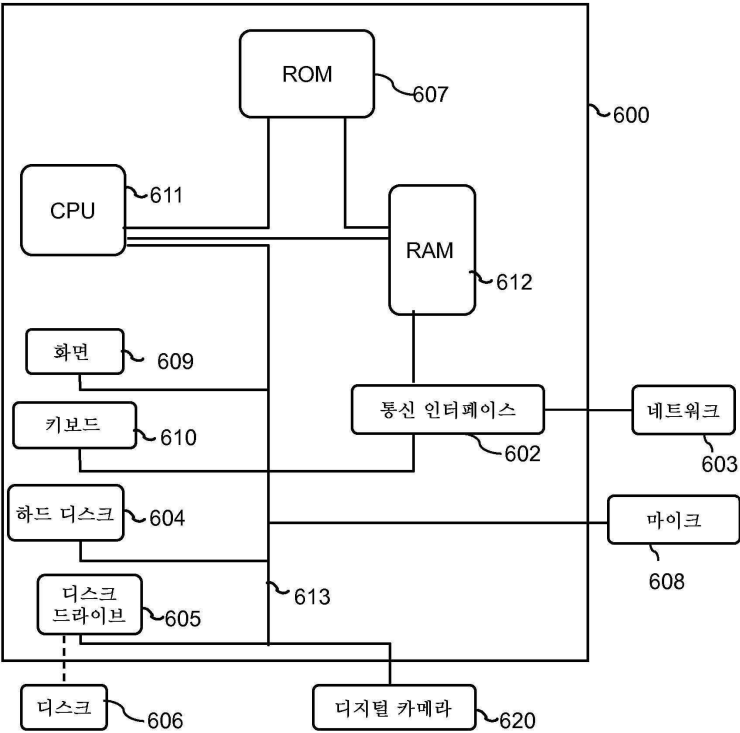 ROM
607
600
CPU
611
RAM
612
화면
609
통신 인터페이스
602
네트워크
603
키보드
610
하드 디스크
604
마이크
608
디스크
드라이브
605
613
디스크
606
디지털 카메라
620